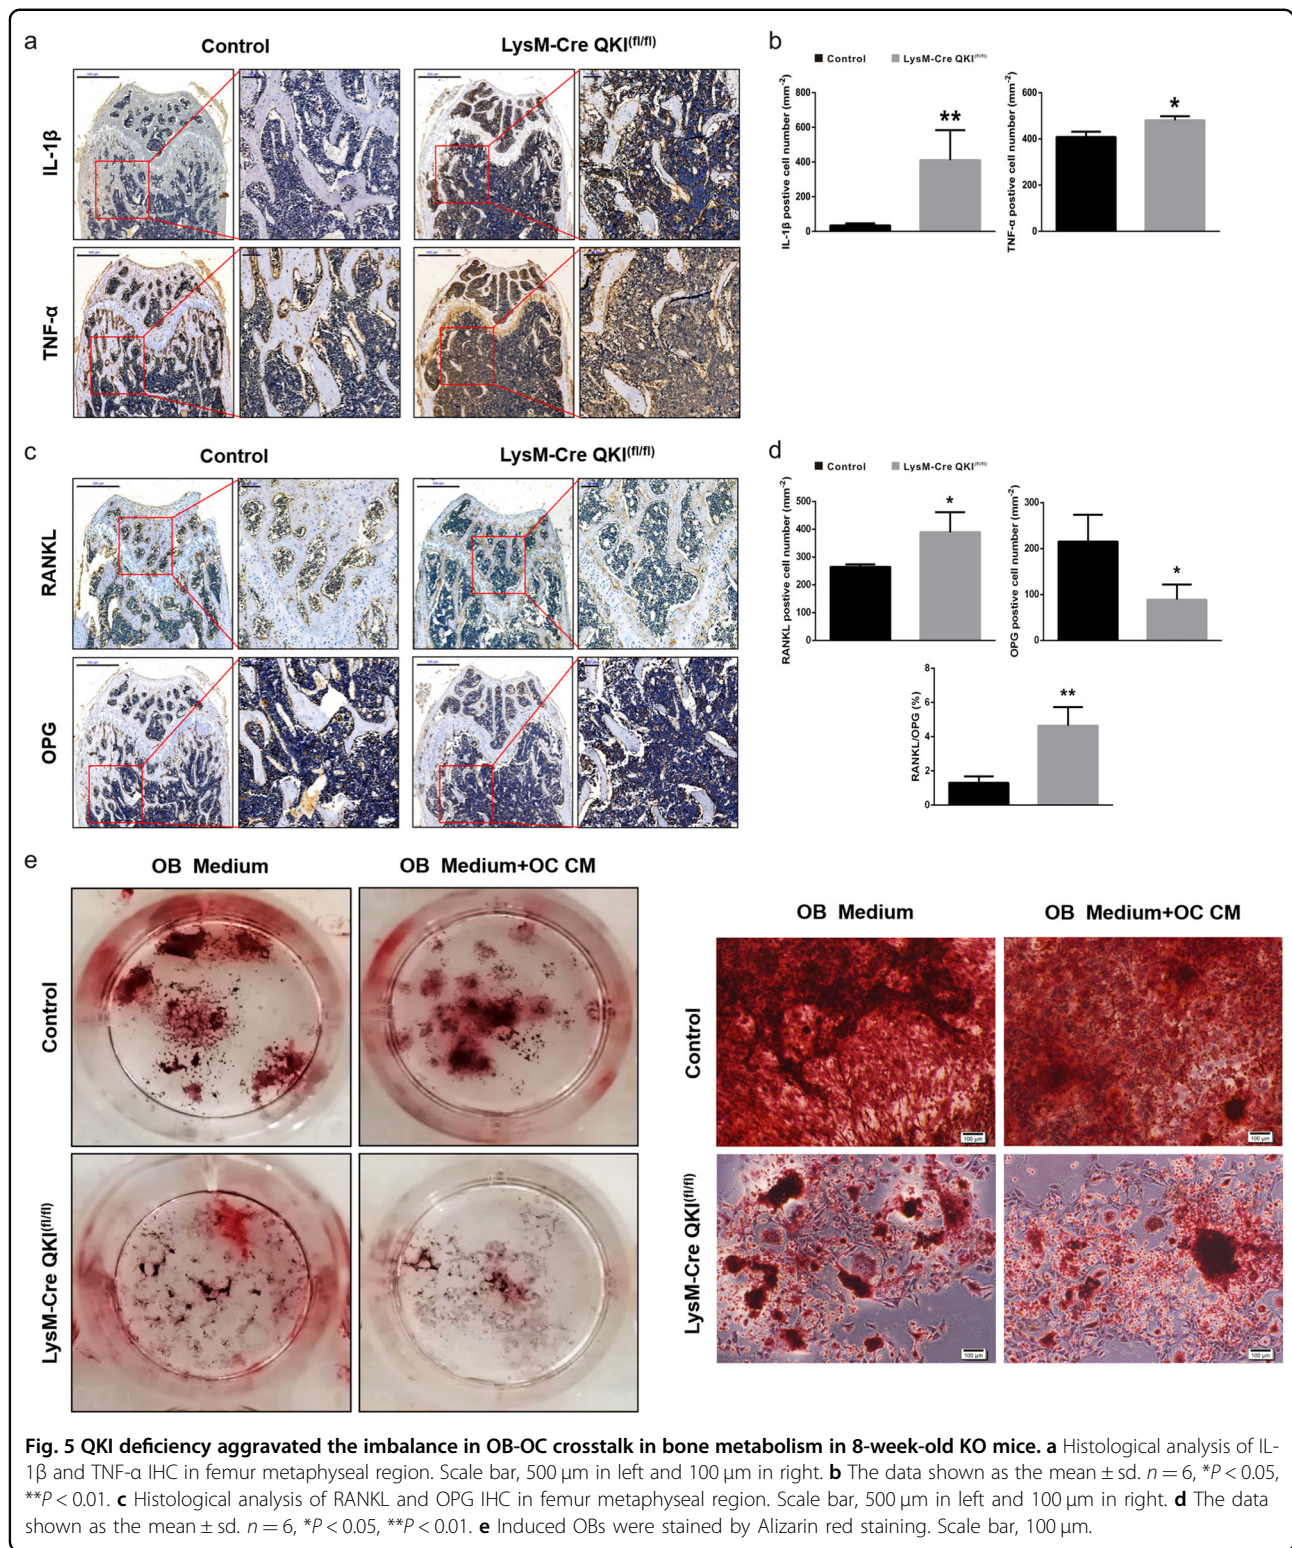 a
Control
LysM-Cre QKI(fl/fl)
IL-1β
TNF-α
b
Control
LysM-Cre QKI(fl/fl)
IL-1β postive cell number (mm−2)
800
600
400
200
0
**
TNF-α postive cell number (mm−2)
600
400
200
0
*
c
Control
LysM-Cre QKI(fl/fl)
RANKL
OPG
d
Control
LysM-Cre QKI(fl/fl)
RANKL postive cell number (mm−2)
500
400
300
200
100
0
*
OPG postive cell number (mm−2)
300
200
100
0
*
RANKL/OPG (%)
8
6
4
2
0
**
e
OB Medium
OB Medium+OC CM
Control
LysM-Cre QKI(fl/fl)
OB Medium
OB Medium+OC CM
Control
LysM-Cre QKI(fl/fl)
100 μm
100 μm
100 μm
100 μm
Fig. 5 QKI deficiency aggravated the imbalance in OB-OC crosstalk in bone metabolism in 8-week-old KO mice. a Histological analysis of IL-
1β and TNF-α IHC in femur metaphyseal region. Scale bar, 500 μm in left and 100 μm in right. b The data shown as the mean ± sd. n = 6, *P < 0.05,
**P < 0.01. c Histological analysis of RANKL and OPG IHC in femur metaphyseal region. Scale bar, 500 μm in left and 100 μm in right. d The data
shown as the mean ± sd. n = 6, *P < 0.05, **P < 0.01. e Induced OBs were stained by Alizarin red staining. Scale bar, 100 μm.